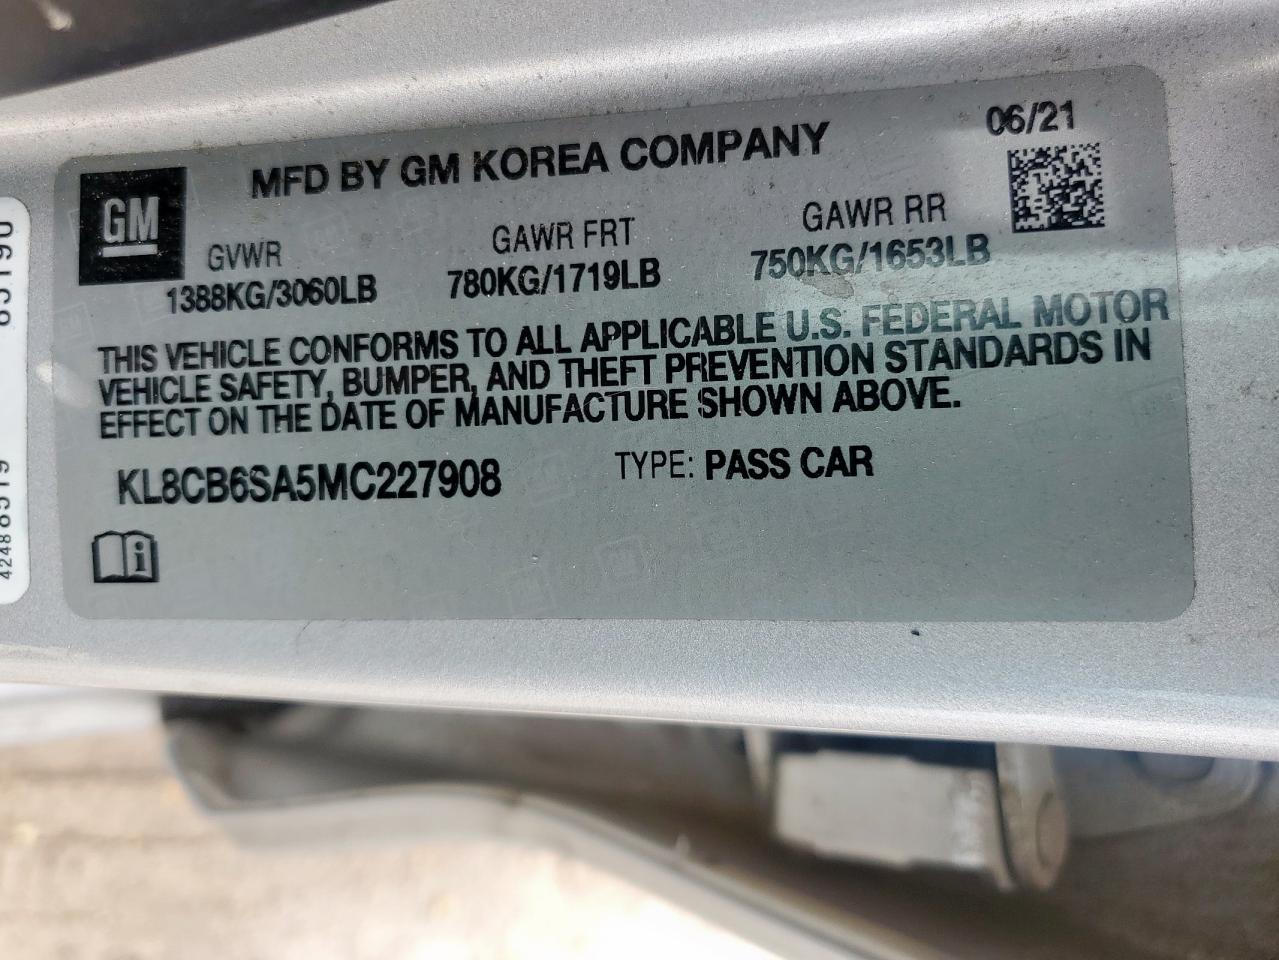 MFD BY GM KOREA COMPANY 06/21
GM
GVWR GAWR FRT GAWR RR
1388KG/3060LB 780KG/1719LB 750KG/1653LB
THIS VEHICLE CONFORMS TO ALL APPLICABLE U.S. FEDERAL MOTOR
VEHICLE SAFETY, BUMPER, AND THEFT PREVENTION STANDARDS IN
EFFECT ON THE DATE OF MANUFACTURE SHOWN ABOVE.
KL8CB6SA5MC227908 TYPE: PASS CAR
i